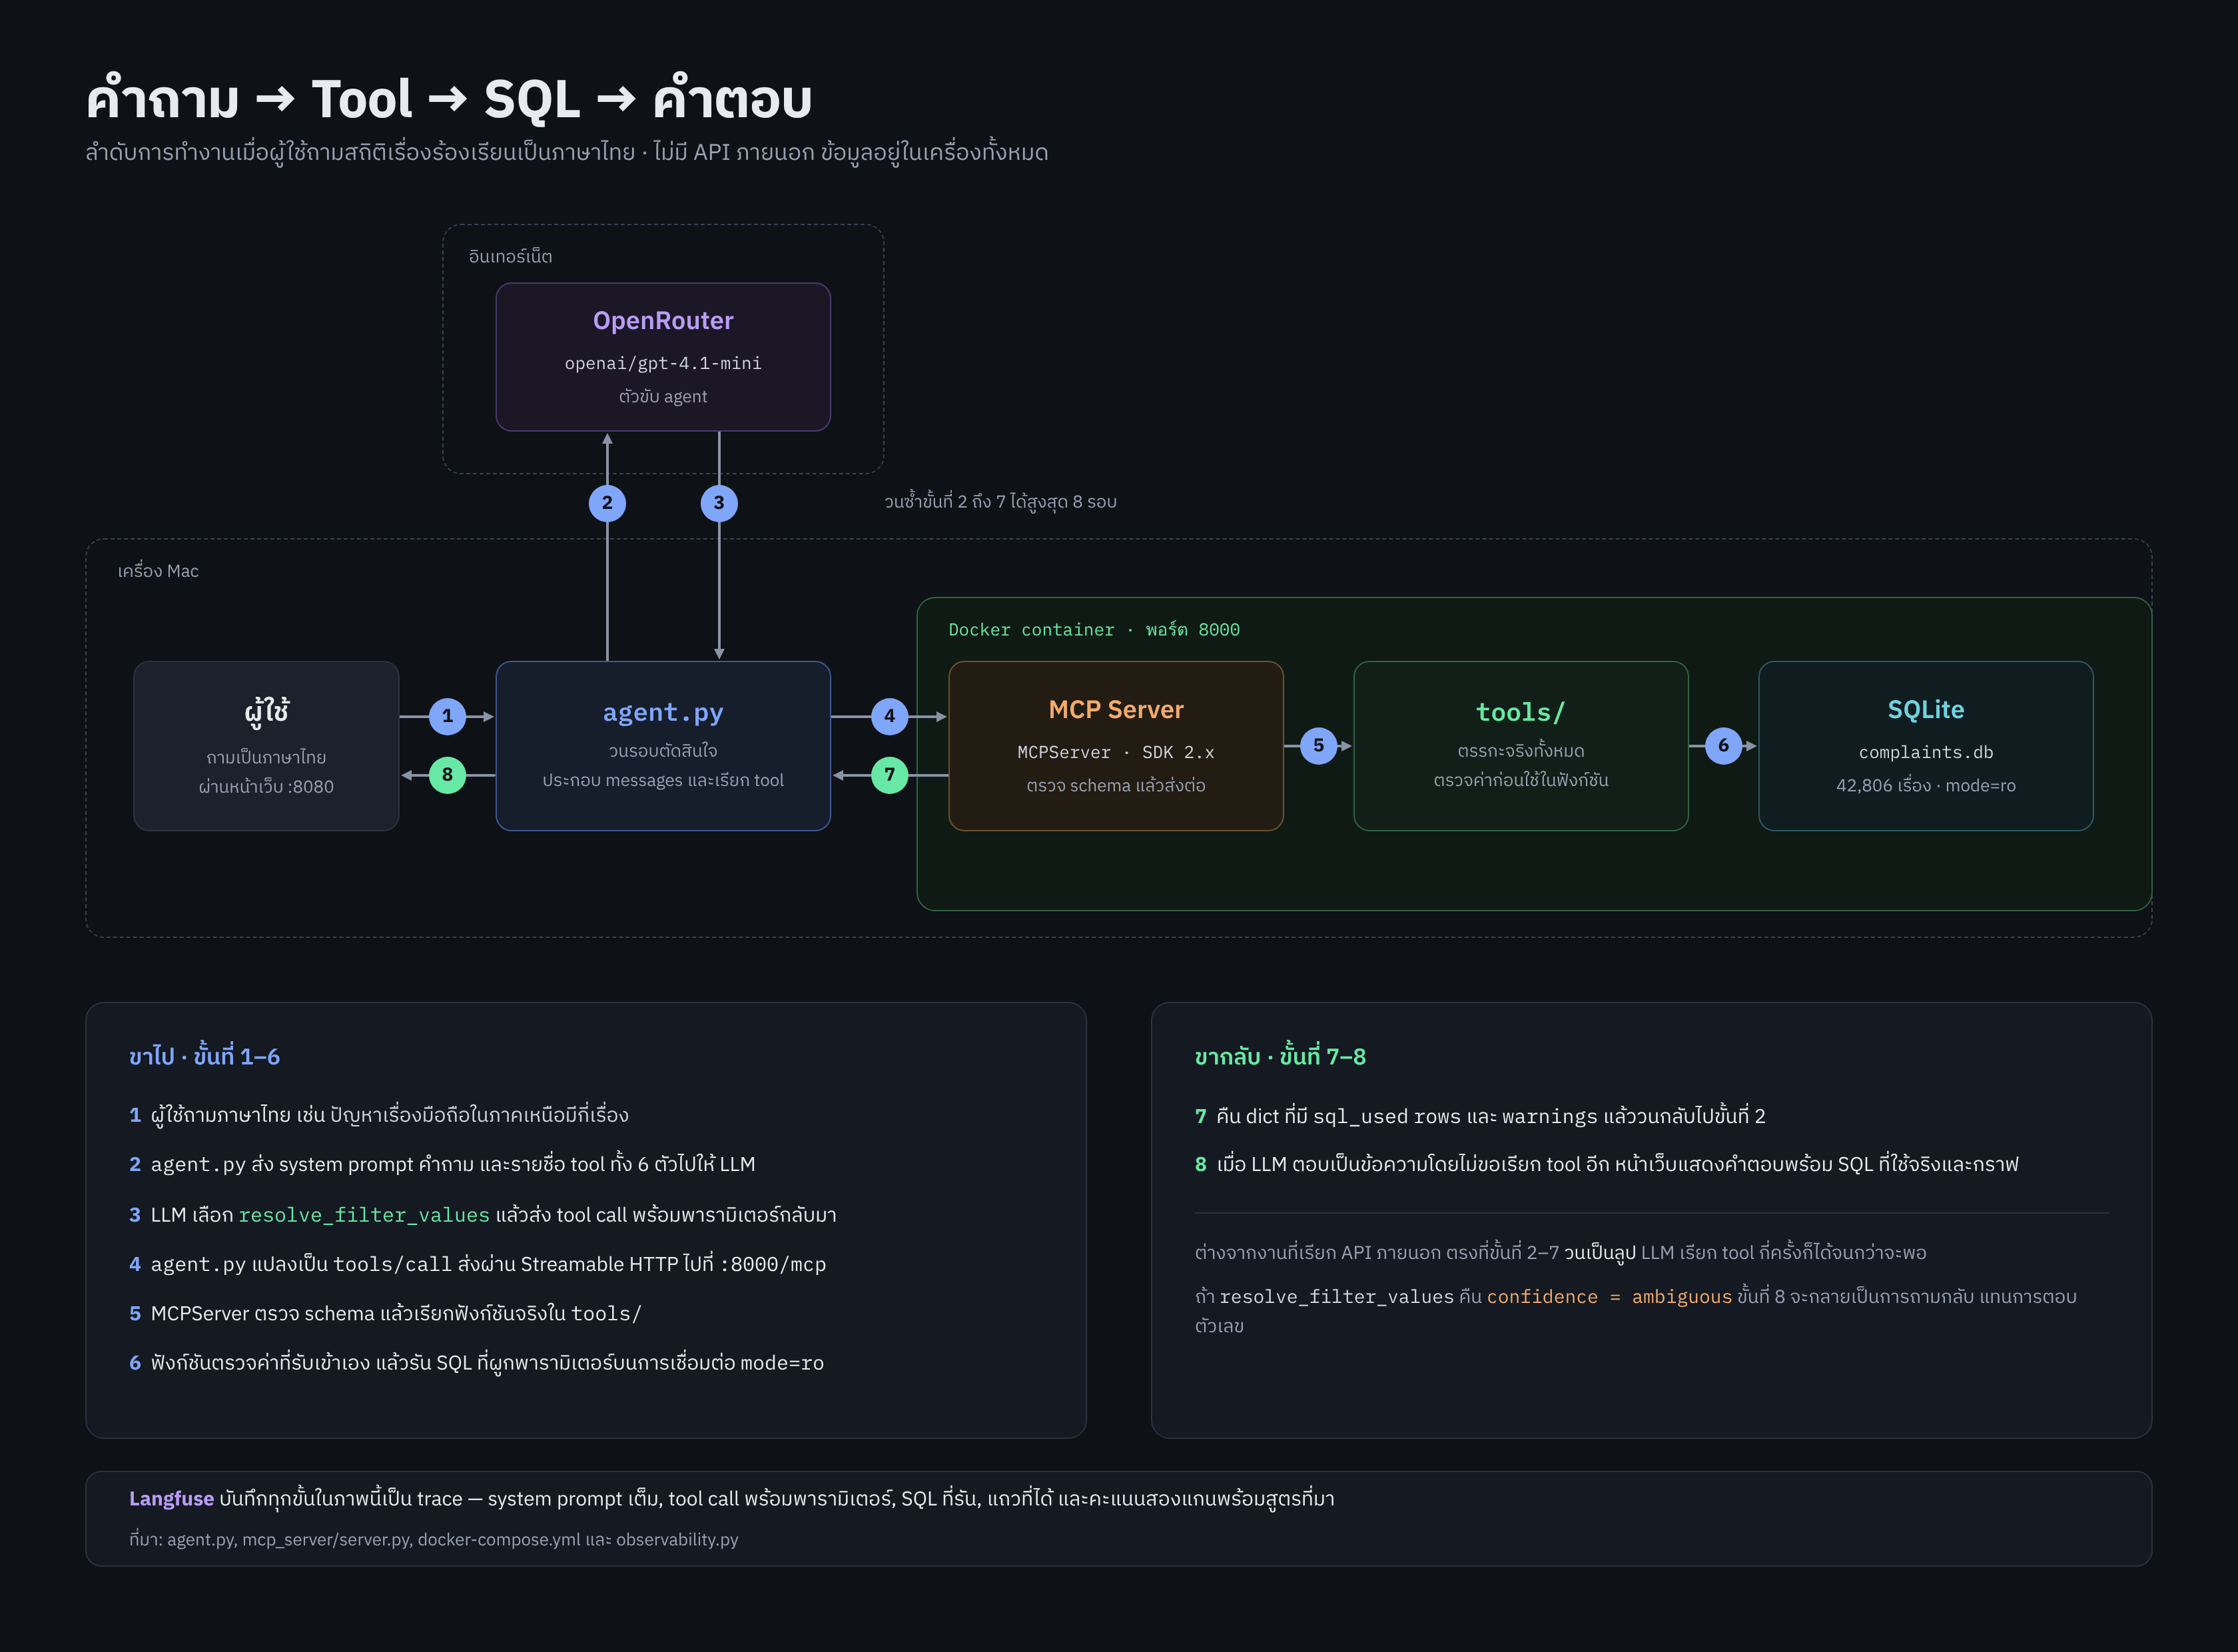 คำถาม → Tool → SQL → คำตอบ
ลำดับการทำงานเมื่อผู้ใช้ถามสถิติเรื่องร้องเรียนเป็นภาษาไทย · ไม่มี API ภายนอก ข้อมูลอยู่ในเครื่องทั้งหมด
อินเทอร์เน็ต
OpenRouter
openai/gpt-4.1-mini
ตัวขับ agent
2
3
วนซ้ำขั้นที่ 2 ถึง 7 ได้สูงสุด 8 รอบ
เครื่อง Mac
Docker container · พอร์ต 8000
ผู้ใช้
ถามเป็นภาษาไทย
ผ่านหน้าเว็บ :8080
1
8
agent.py
วนรอบตัดสินใจ
ประกอบ messages และเรียก tool
4
7
MCP Server
MCPServer · SDK 2.x
ตรวจ schema แล้วส่งต่อ
5
tools/
ตรรกะจริงทั้งหมด
ตรวจค่าก่อนใช้ในฟังก์ชัน
6
SQLite
complaints.db
42,806 เรื่อง · mode=ro
ขาไป · ขั้นที่ 1–6
1 ผู้ใช้ถามภาษาไทย เช่น ปัญหาเรื่องมือถือในภาคเหนือมีกี่เรื่อง
2 agent.py ส่ง system prompt คำถาม และรายชื่อ tool ทั้ง 6 ตัวไปให้ LLM
3 LLM เลือก resolve_filter_values แล้วส่ง tool call พร้อมพารามิเตอร์กลับมา
4 agent.py แปลงเป็น tools/call ส่งผ่าน Streamable HTTP ไปที่ :8000/mcp
5 MCPServer ตรวจ schema แล้วเรียกฟังก์ชันจริงใน tools/
6 ฟังก์ชันตรวจค่าที่รับเข้าเอง แล้วรัน SQL ที่ผูกพารามิเตอร์บนการเชื่อมต่อ mode=ro
ขากลับ · ขั้นที่ 7–8
7 คืน dict ที่มี sql_used rows และ warnings แล้ววนกลับไปขั้นที่ 2
8 เมื่อ LLM ตอบเป็นข้อความโดยไม่ขอเรียก tool อีก หน้าเว็บแสดงคำตอบพร้อม SQL ที่ใช้จริงและกราฟ
ต่างจากงานที่เรียก API ภายนอก ตรงที่ขั้นที่ 2–7 วนเป็นลูป LLM เรียก tool กี่ครั้งก็ได้จนกว่าจะพอ
ถ้า resolve_filter_values คืน confidence = ambiguous ขั้นที่ 8 จะกลายเป็นการถามกลับ แทนการตอบ
ตัวเลข
Langfuse บันทึกทุกขั้นในภาพนี้เป็น trace — system prompt เต็ม, tool call พร้อมพารามิเตอร์, SQL ที่รัน, แถวที่ได้ และคะแนนสองแกนพร้อมสูตรที่มา
ที่มา: agent.py, mcp_server/server.py, docker-compose.yml และ observability.py